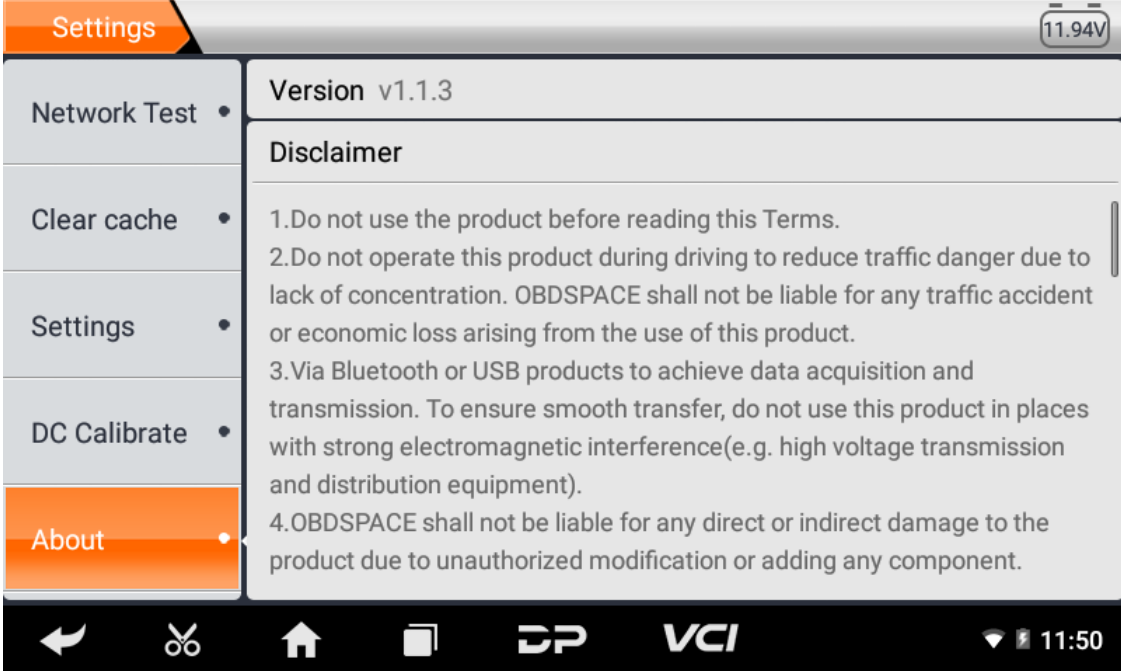 Settings
11.94V
Network Test
Clear cache
Settings
DC Calibrate
About
Version v1.1.3
Disclaimer
1.Do not use the product before reading this Terms.
2.Do not operate this product during driving to reduce traffic danger due to
lack of concentration. OBDSPACE shall not be liable for any traffic accident
or economic loss arising from the use of this product.
3.Via Bluetooth or USB products to achieve data acquisition and
transmission. To ensure smooth transfer, do not use this product in places
with strong electromagnetic interference(e.g. high voltage transmission
and distribution equipment).
4.OBDSPACE shall not be liable for any direct or indirect damage to the
product due to unauthorized modification or adding any component.
DP
VCI
11:50